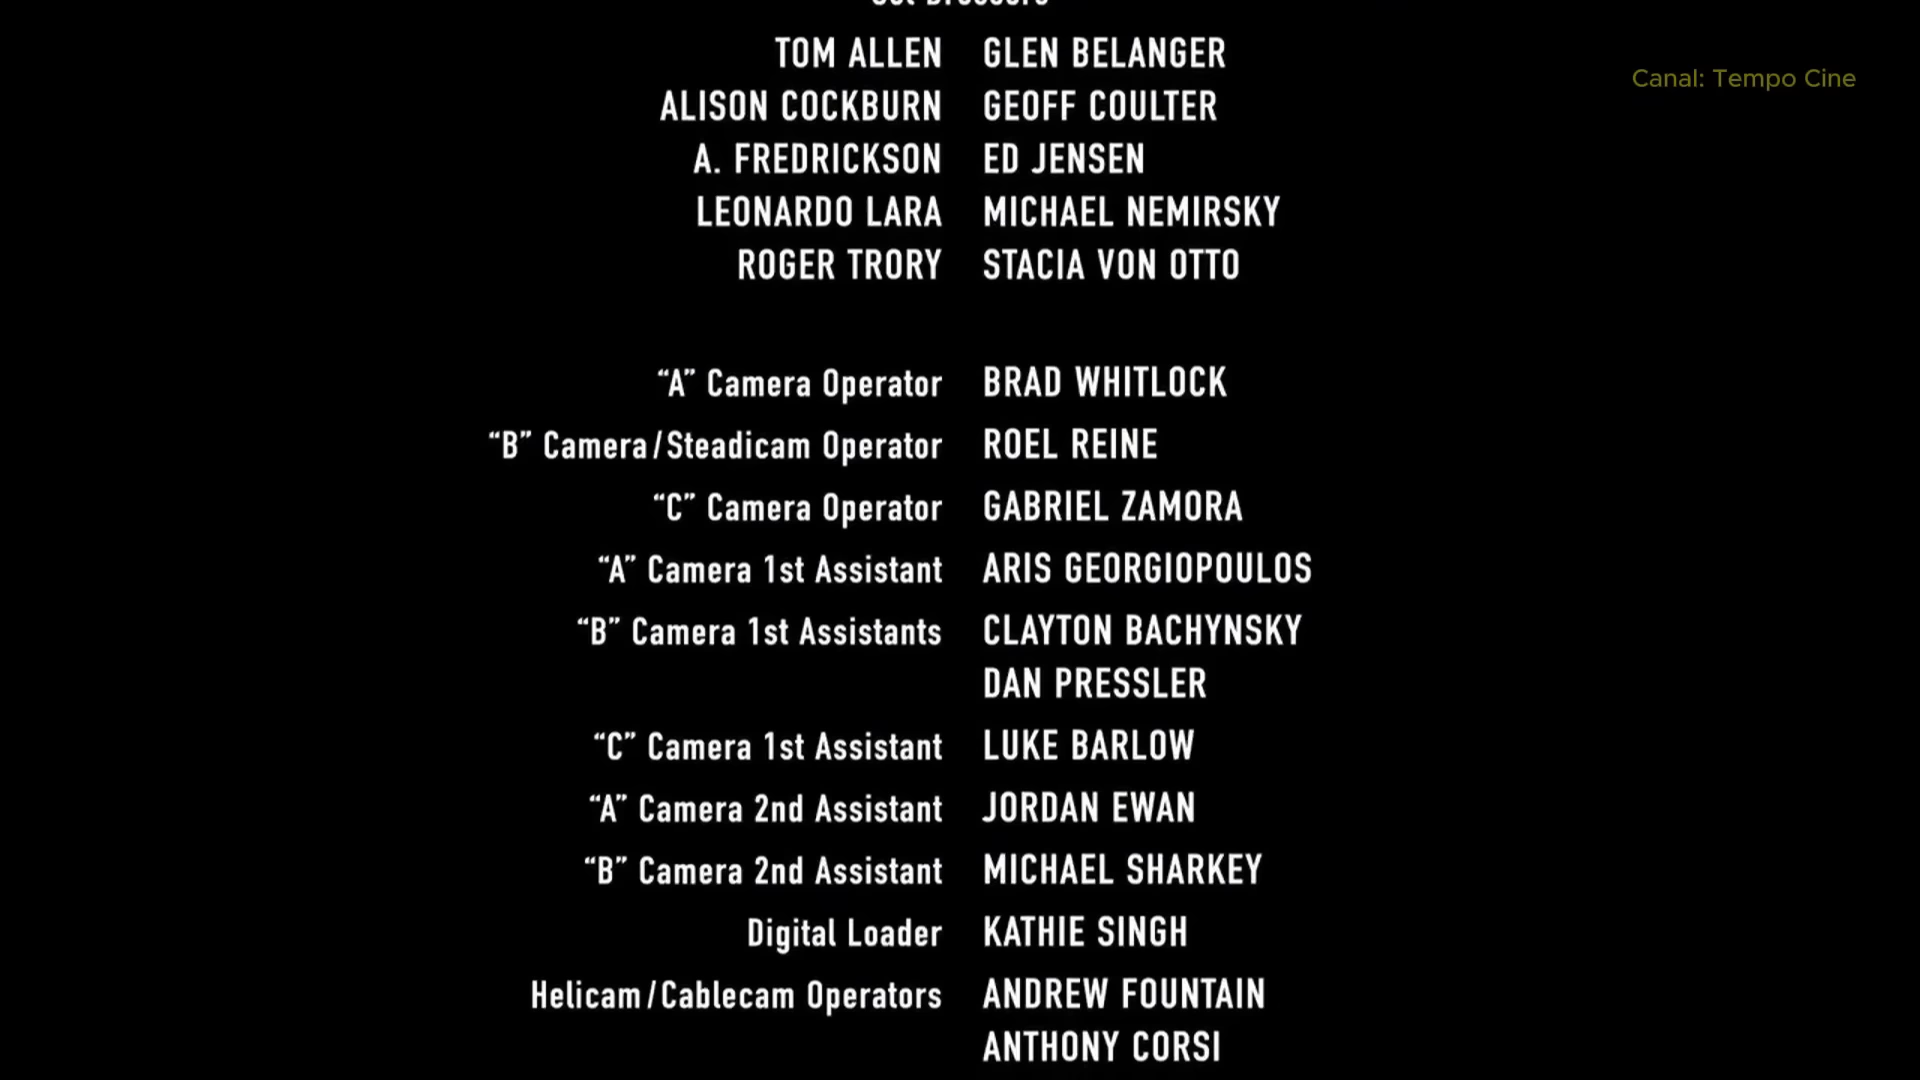 Set Dressers
TOM ALLEN GLEN BELANGER
Canal: Tempo Cine
ALISON COCKBURN GEOFF COULTER
A. FREDRICKSON ED JENSEN
LEONARDO LARA MICHAEL NEMIRSKY
ROGER TRORY STACIA VON OTTO
“A” Camera Operator BRAD WHITLOCK
“B” Camera/Steadicam Operator ROEL REINE
“C” Camera Operator GABRIEL ZAMORA
“A” Camera 1st Assistant ARIS GEORGIOPOULOS
“B” Camera 1st Assistants CLAYTON BACHYNSKY
DAN PRESSLER
“C” Camera 1st Assistant LUKE BARLOW
“A” Camera 2nd Assistant JORDAN EWAN
“B” Camera 2nd Assistant MICHAEL SHARKEY
Digital Loader KATHIE SINGH
Helicam/Cablecam Operators ANDREW FOUNTAIN
ANTHONY CORSI